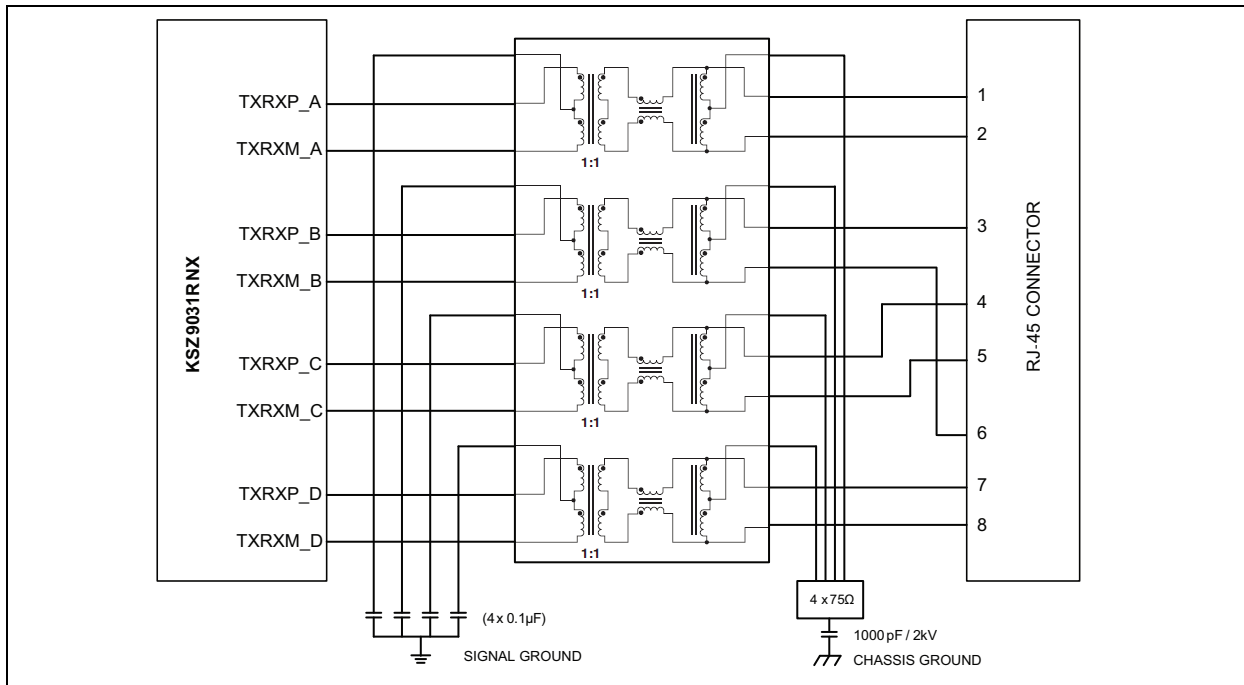 KSZ9031RNX
TXRXP_A
TXRXM_A
TXRXP_B
TXRXM_B
TXRXP_C
TXRXM_C
TXRXP_D
TXRXM_D
1:1
1:1
1:1
1:1
1
2
3
4
5
6
7
8
RJ-45 CONNECTOR
(4 x 0.1µF)
SIGNAL GROUND
4 x 75Ω
1000 pF / 2kV
CHASSIS GROUND